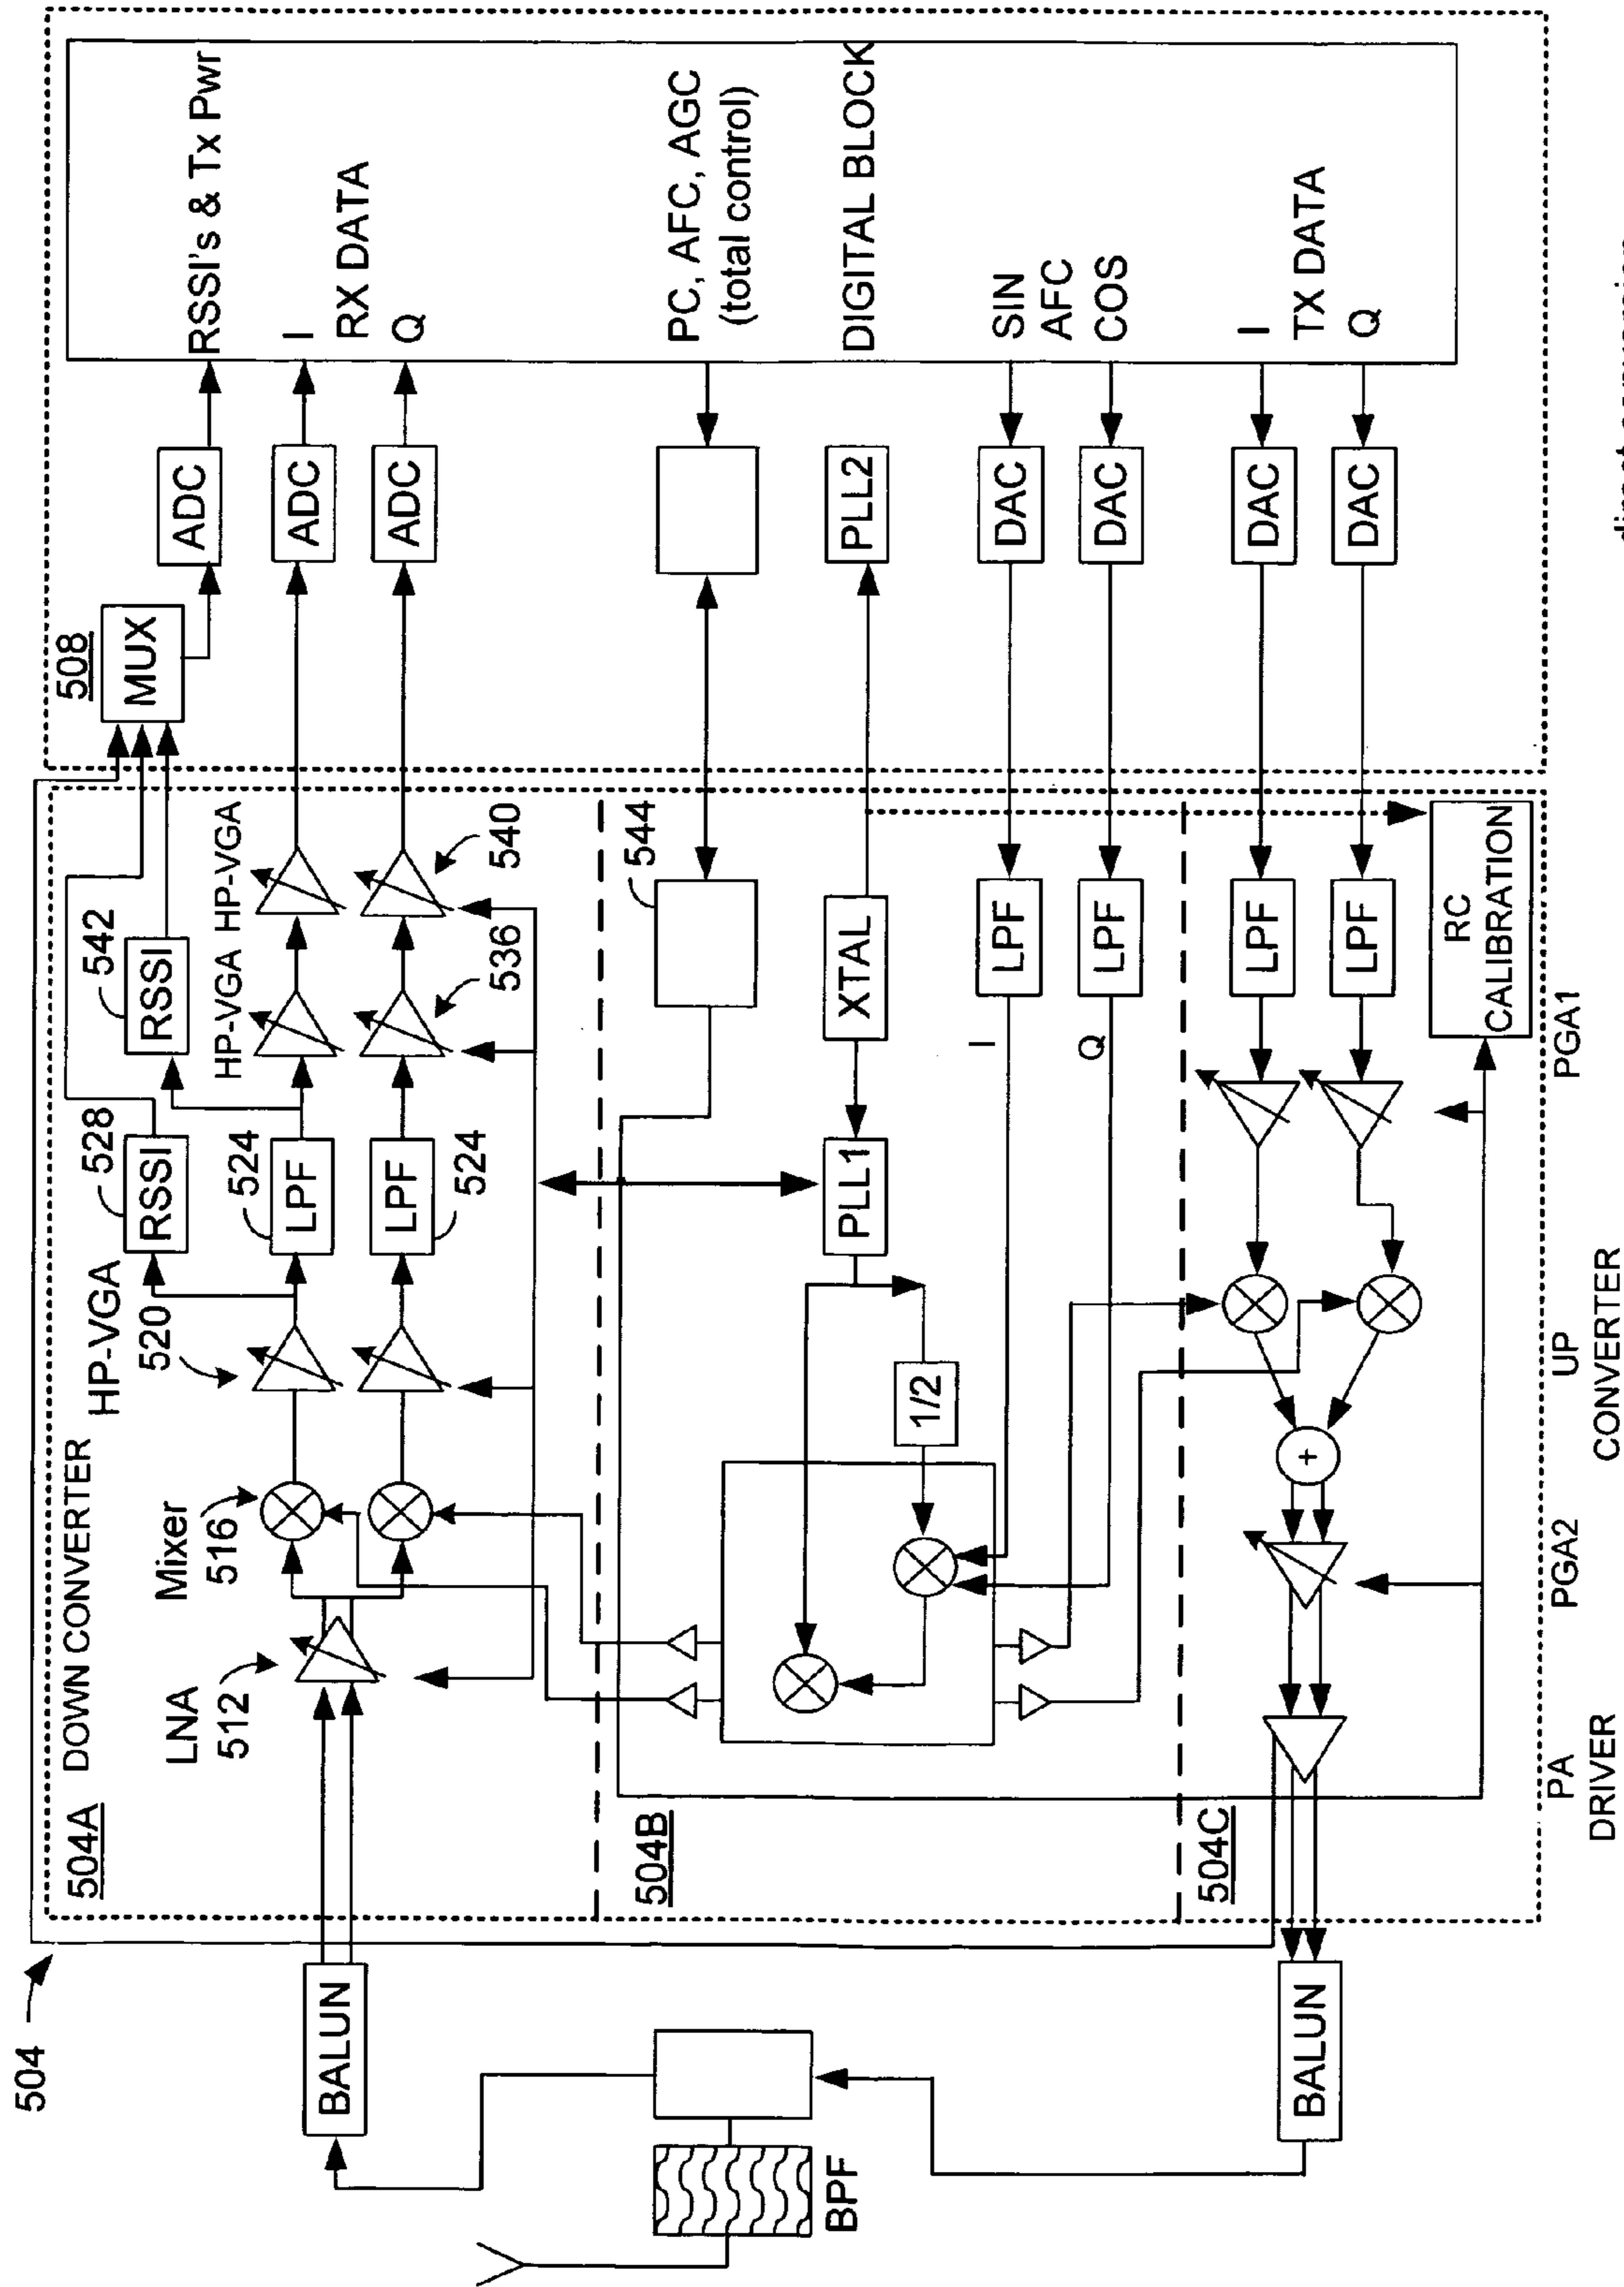 504
504A DOWN CONVERTER
508
MUX
ADC
RSSI's & Tx Pwr
528
RSSI
542
RSSI
HP-VGA
520
HP-VGA HP-VGA
Mixer
516
LNA
512
BALUN
524
LPF
LPF
524
536
540
ADC
ADC
I
RX DATA
Q
504B
544
PC, AFC, AGC
(total control)
BPF
PLL1
XTAL
PLL2
DIGITAL BLOCK
1/2
I
LPF
DAC
SIN
AFC
Q
LPF
DAC
COS
504C
BALUN
+
LPF
DAC
I
TX DATA
LPF
DAC
Q
RC
CALIBRATION
PA
DRIVER
PGA2
UP
CONVERTER
PGA1